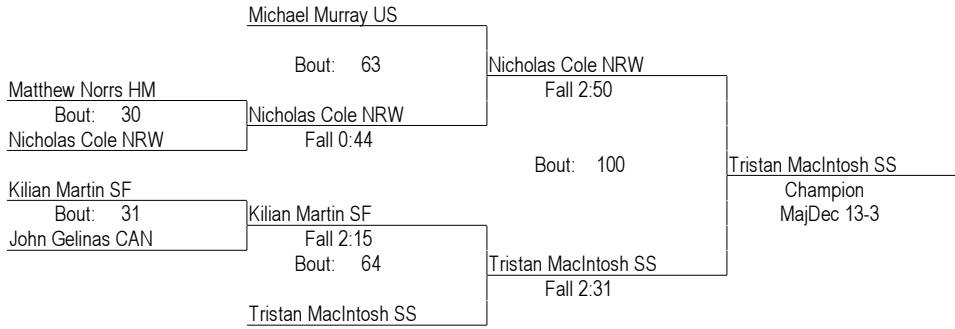 Michael Murray US
Bout: 63
Nicholas Cole NRW
Matthew Norrs HM
Fall 2:50
Bout: 30
Nicholas Cole NRW
Nicholas Cole NRW
Fall 0:44
Bout: 100
Tristan MacIntosh SS
Kilian Martin SF
Champion
Bout: 31
Kilian Martin SF
MajDec 13-3
John Gelinas CAN
Fall 2:15
Bout: 64
Tristan MacIntosh SS
Fall 2:31
Tristan MacIntosh SS